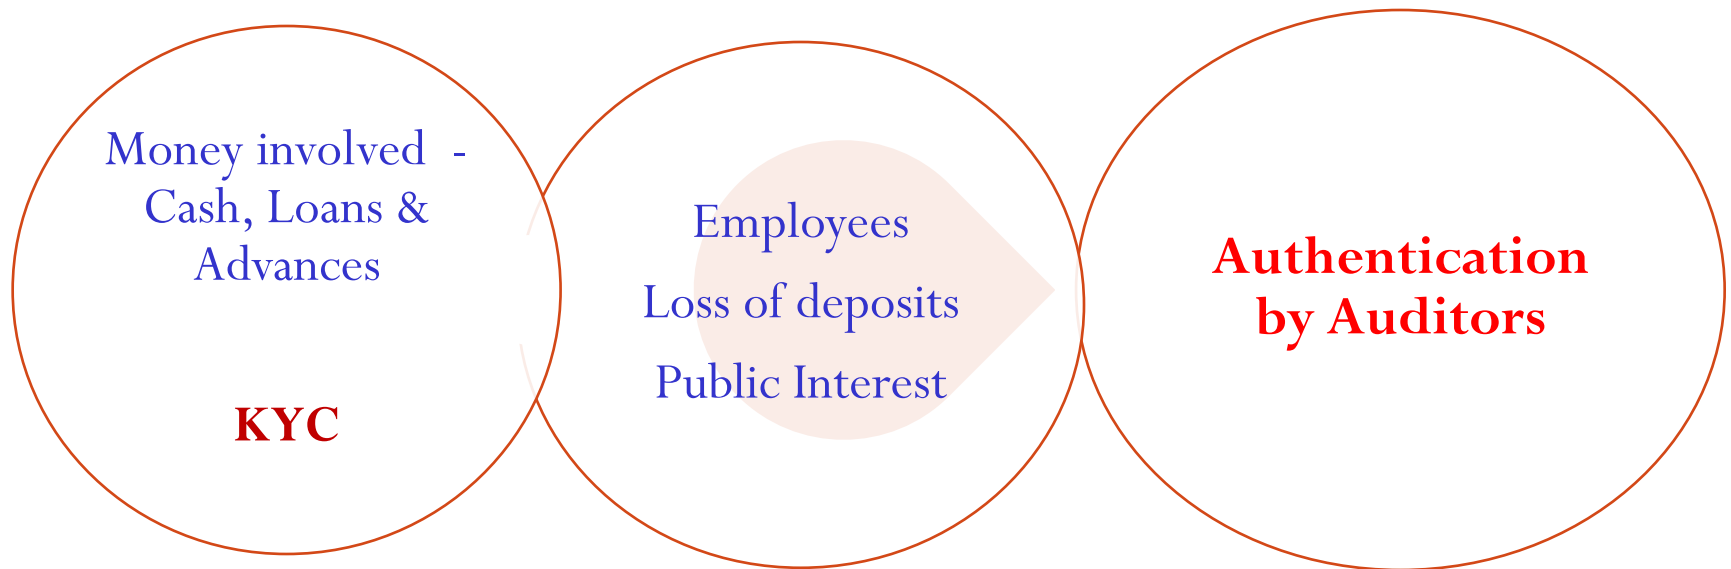 Money involved -
Cash, Loans &
Advances
KYC
Employees
Loss of deposits
Public Interest
Authentication
by Auditors